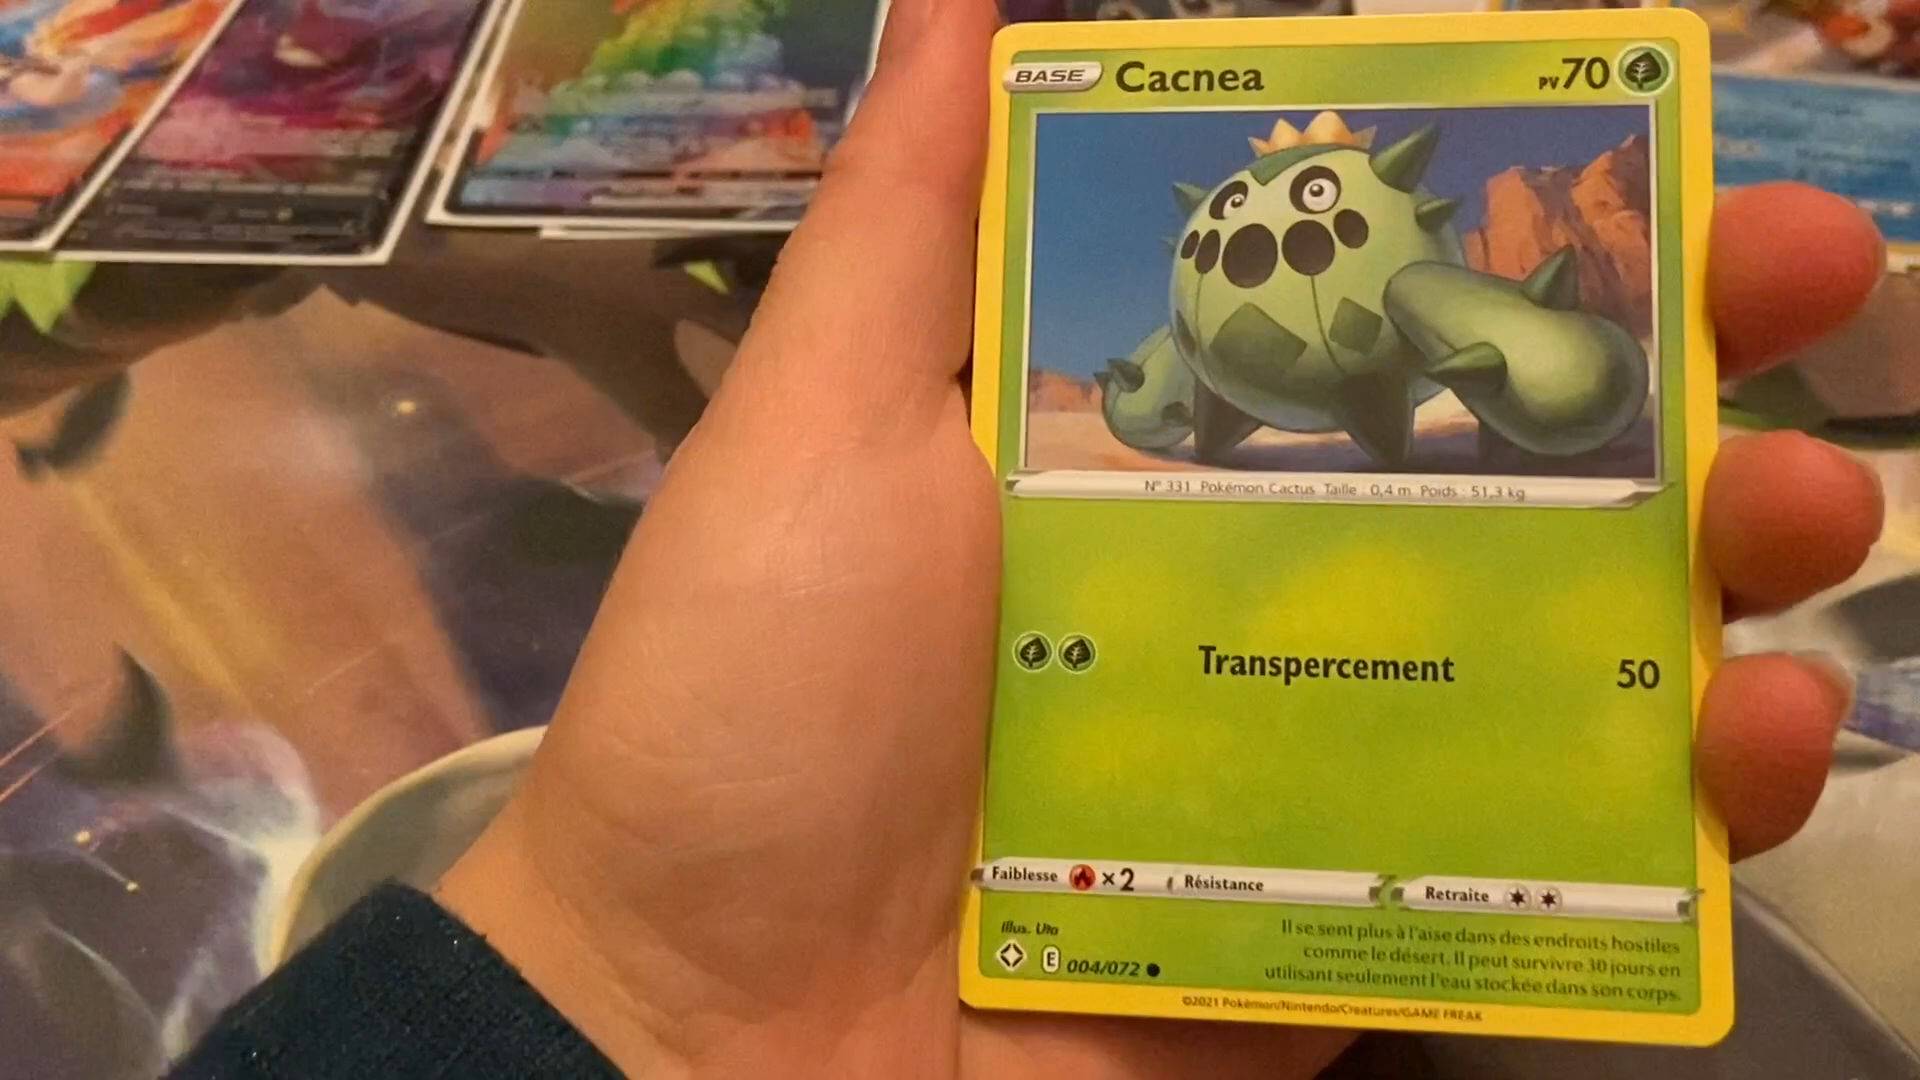 BASE Cacnea PV 70
N° 331 Pokémon Cactus Taille : 0,4 m Poids : 51,3 kg
Transpercement 50
Faiblesse ×2 Résistance Retraite
Illus. Uta
E 004/072
Il se sent plus à l'aise dans des endroits hostiles
comme le désert. Il peut survivre 30 jours en
utilisant seulement l'eau stockée dans son corps.
©2021 Pokémon/Nintendo/Creatures/GAME FREAK